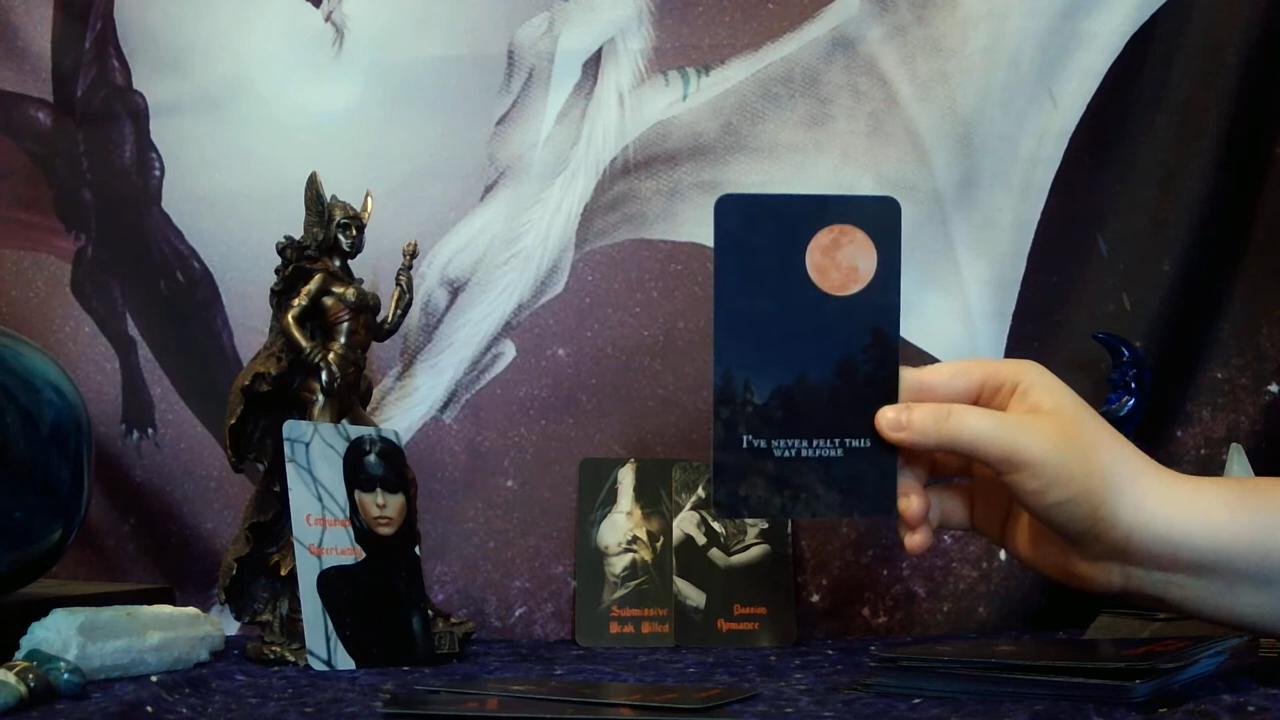 I'VE NEVER FELT THIS
WAY BEFORE
Confusion
Uncertainty
Submissive
Weak Willed
Passion
Romance